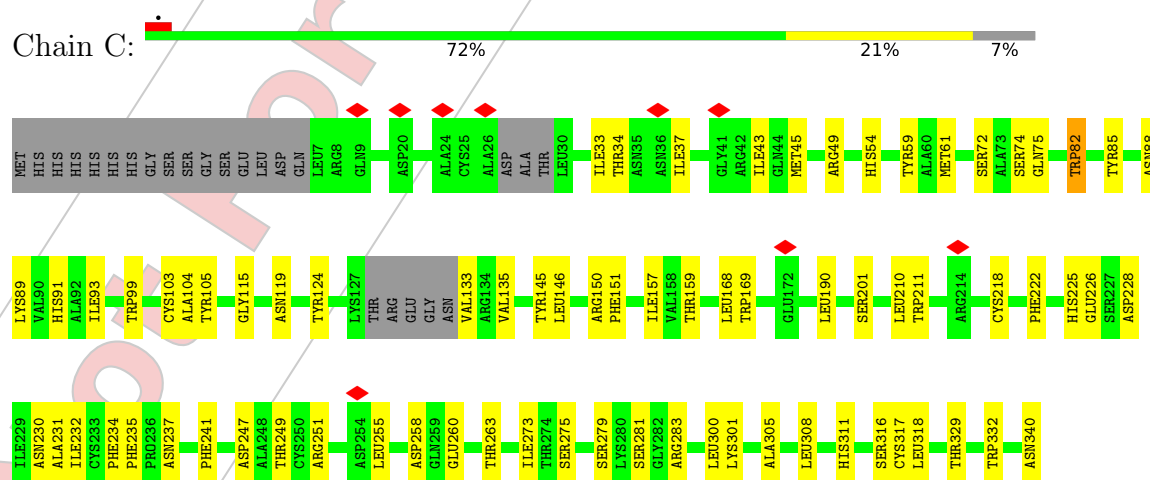 Chain C:
72% 21% 7%
MET HIS HIS HIS HIS HIS HIS GLY SER SER GLY SER GLU LEU ASP GLN LEU7 ARG8 GLN9 ASP20 ALA24 CYS25 ALA26 ASP ALA THR LEU30 ILE33 THR34 ASN35 ASN36 ILE37 GLY41 ARG42 ILE43 GLN44 MET45 ARG49 HIS54 TYR59 ALA60 MET61 SER72 ALA73 SER74 GLN75 TRP82 TYR85 ASN88
LYS89 VAL90 HIS91 ALA92 ILE93 TRP99 CYS103 ALA104 TYR105 GLY115 ASN119 TYR124 LYS127 THR ARG GLU GLY ASN VAL133 ARG134 VAL135 TYR145 LEU146 ARG150 PHE151 ILE157 VAL158 THR159 LEU168 TRP169 GLU172 LEU190 SER201 LEU210 TRP211 ARG214 CYS218 PHE222 HIS225 GLU226 SER227 ASP228
ILE229 ASN230 ALA231 ILE232 CYS233 PHE234 PHE235 PRO236 ASN237 PHE241 ASP247 ALA248 THR249 CYS250 ARG251 ASP254 LEU255 ASP258 GLN259 GLU260 THR263 ILE273 THR274 SER275 SER279 LYS280 SER281 GLY282 ARG283 LEU300 LYS301 ALA305 LEU308 HIS311 SER316 CYS317 LEU318 THR329 TRP332 ASN340